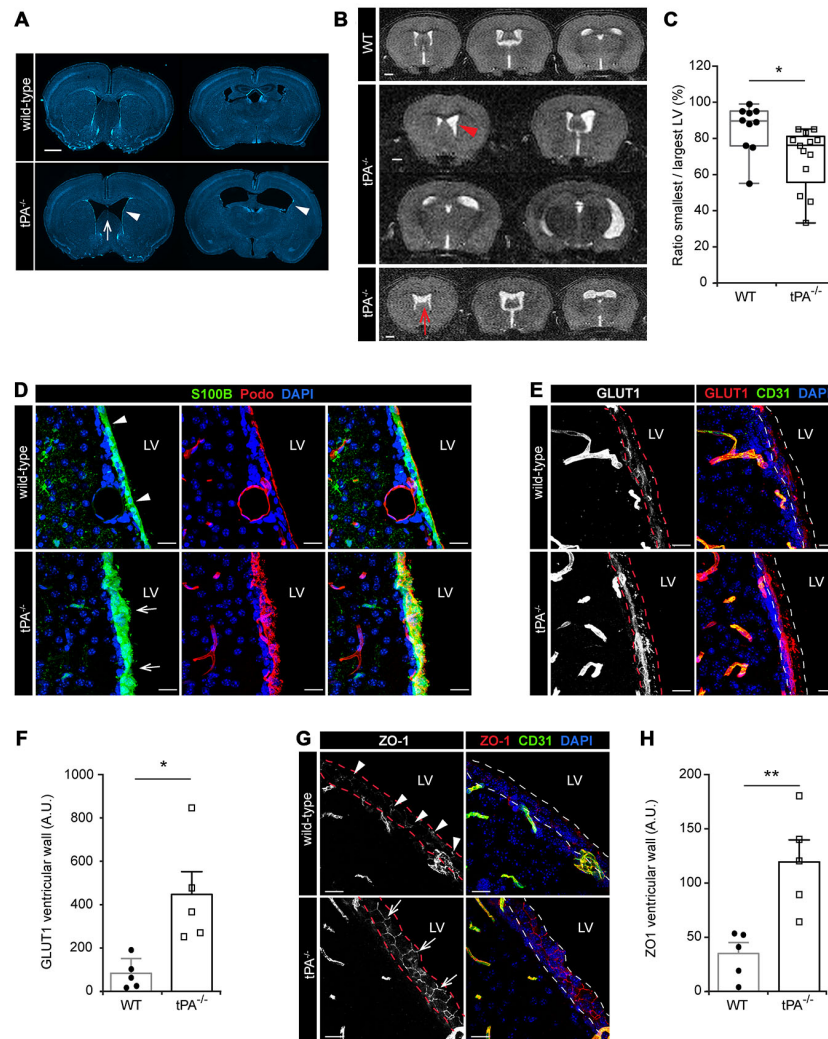 A
wild-type
tPA-/-
B
WT
tPA-/-
tPA-/-
C
Ratio smallest / largest LV (%)
120
100
80
60
40
20
0
*
WT tPA-/-
D
S100B Podo DAPI
wild-type
LV LV LV
tPA-/-
LV LV LV
E
GLUT1 GLUT1 CD31 DAPI
wild-type
LV LV
tPA-/-
LV LV
F
GLUT1 ventricular wall (A.U.)
1000
800
600
400
200
0
*
WT tPA-/-
G
ZO-1 ZO-1 CD31 DAPI
wild-type
LV LV
tPA-/-
LV LV
H
ZO1 ventricular wall (A.U.)
200
150
100
50
0
**
WT tPA-/-